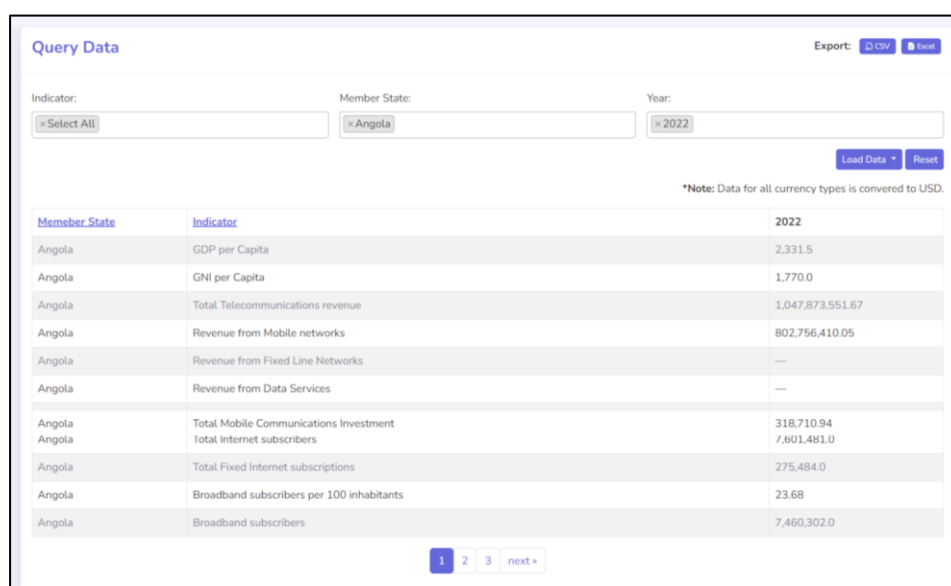 Query Data
Export: CSV Excel
Indicator: Member State: Year:
×Select All ×Angola ×2022
Load Data Reset
*Note: Data for all currency types is convered to USD.
Memeber State Indicator 2022
Angola GDP per Capita 2,331.5
Angola GNI per Capita 1,770.0
Angola Total Telecommunications revenue 1,047,873,551.67
Angola Revenue from Mobile networks 802,756,410.05
Angola Revenue from Fixed Line Networks —
Angola Revenue from Data Services —
Angola Total Mobile Communications Investment 318,710.94
Angola Total Internet subscribers 7,601,481.0
Angola Total Fixed Internet subscriptions 275,484.0
Angola Broadband subscribers per 100 inhabitants 23.68
Angola Broadband subscribers 7,460,302.0
1 2 3 next »